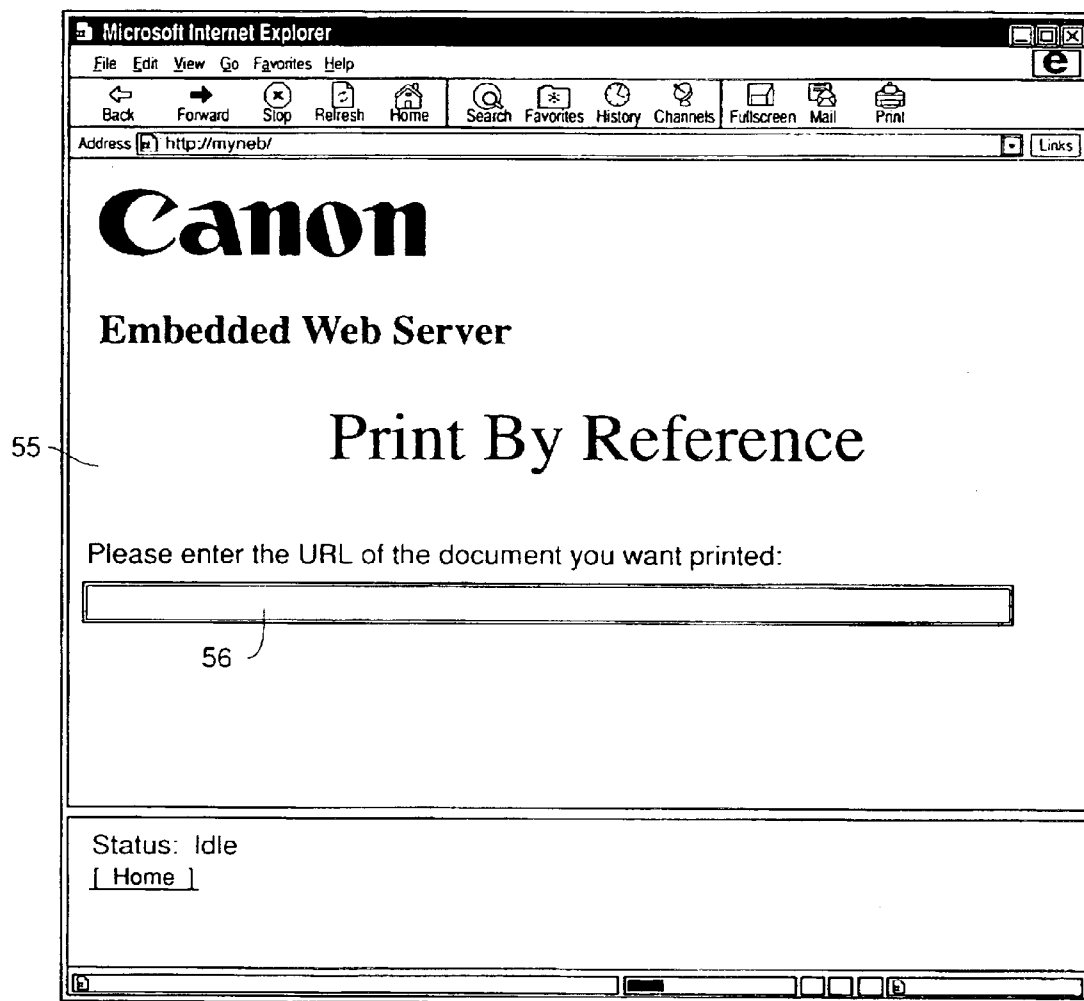 Microsoft Internet Explorer
File Edit View Go Favorites Help
e
Back Forward Stop Refresh Home Search Favorites History Channels Fullscreen Mail Print
Address http://myneb/ Links
Canon
Embedded Web Server
Print By Reference
55
Please enter the URL of the document you want printed:
56
Status: Idle
[ Home ]